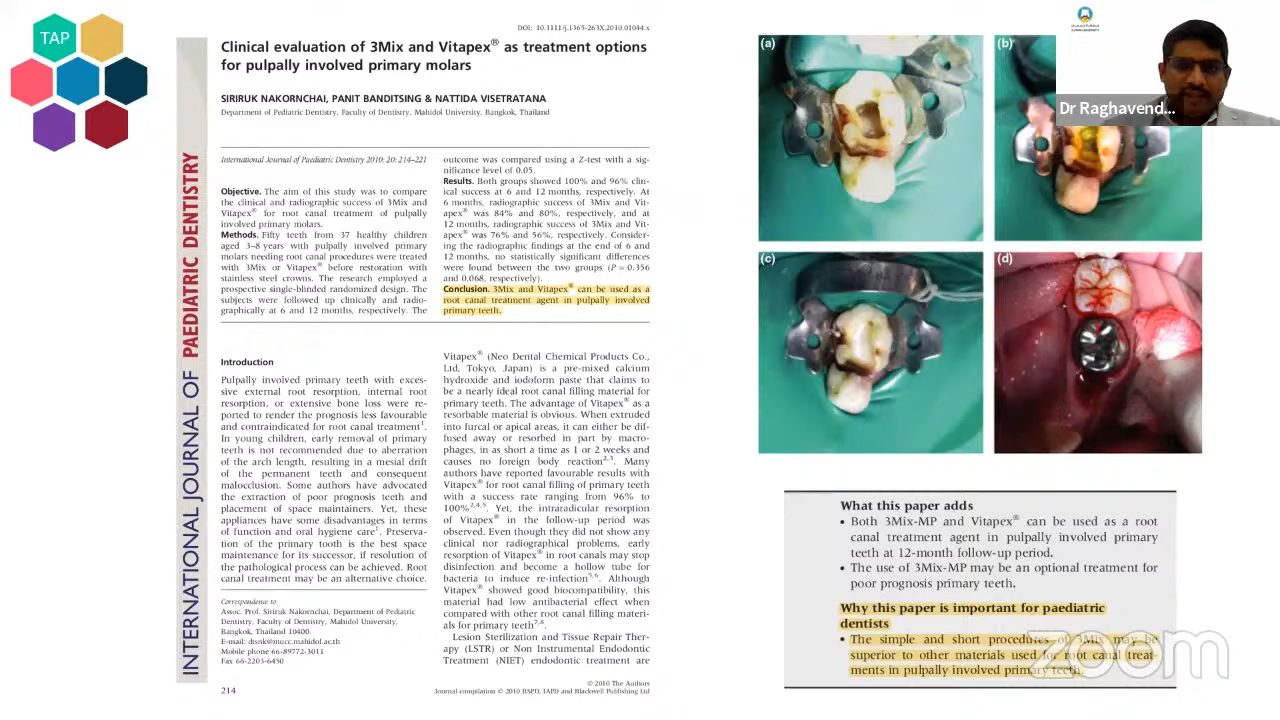 TAP
DOI: 10.1111/j.1365-263X.2010.01044.x
Clinical evaluation of 3Mix and Vitapex® as treatment options
for pulpally involved primary molars
SIRIRUK NAKORNCHAI, PANIT BANDITSING & NATTIDA VISETRATANA
Department of Pediatric Dentistry, Faculty of Dentistry, Mahidol University, Bangkok, Thailand
INTERNATIONAL JOURNAL OF PAEDIATRIC DENTISTRY
International Journal of Paediatric Dentistry 2010; 20: 214–221
Objective. The aim of this study was to compare
the clinical and radiographic success of 3Mix and
Vitapex® for root canal treatment of pulpally
involved primary molars.
Methods. Fifty teeth from 37 healthy children
aged 3–8 years with pulpally involved primary
molars needing root canal procedures were treated
with 3Mix or Vitapex® before restoration with
stainless steel crowns. The research employed a
prospective single-blinded randomized design. The
subjects were followed up clinically and radio-
graphically at 6 and 12 months, respectively. The
outcome was compared using a Z-test with a sig-
nificance level of 0.05.
Results. Both groups showed 100% and 96% clin-
ical success at 6 and 12 months, respectively. At
6 months, radiographic success of 3Mix and Vit-
apex® was 84% and 80%, respectively, and at
12 months, radiographic success of 3Mix and Vit-
apex® was 76% and 56%, respectively. Consider-
ing the radiographic findings at the end of 6 and
12 months, no statistically significant differences
were found between the two groups (P = 0.356
and 0.068, respectively).
Conclusion. 3Mix and Vitapex® can be used as a
root canal treatment agent in pulpally involved
primary teeth.
Introduction
Pulpally involved primary teeth with exces-
sive external root resorption, internal root
resorption, or extensive bone loss were re-
ported to render the prognosis less favourable
and contraindicated for root canal treatment1.
In young children, early removal of primary
teeth is not recommended due to aberration
of the arch length, resulting in a mesial drift
of the permanent teeth and consequent
malocclusion. Some authors have advocated
the extraction of poor prognosis teeth and
placement of space maintainers. Yet, these
appliances have some disadvantages in terms
of function and oral hygiene care1. Preserva-
tion of the primary tooth is the best space
maintenance for its successor, if resolution of
the pathological process can be achieved. Root
canal treatment may be an alternative choice.
Correspondence to:
Assoc. Prof. Siriruk Nakornchai, Department of Pediatric
Dentistry, Faculty of Dentistry, Mahidol University,
Bangkok, Thailand 10400.
E-mail: dtsnk@mucc.mahidol.ac.th
Mobile phone 66-89772-3011
Fax 66-2203-6450
Vitapex® (Neo Dental Chemical Products Co.,
Ltd, Tokyo, Japan) is a pre-mixed calcium
hydroxide and iodoform paste that claims to
be a nearly ideal root canal filling material for
primary teeth. The advantage of Vitapex® as a
resorbable material is obvious. When extruded
into furcal or apical areas, it can either be dif-
fused away or resorbed in part by macro-
phages, in as short a time as 1 or 2 weeks and
causes no foreign body reaction2,3. Many
authors have reported favourable results with
Vitapex® for root canal filling of primary teeth
with a success rate ranging from 96% to
100%2,4,5. Yet, the intraradicular resorption
of Vitapex® in the follow-up period was
observed. Even though they did not show any
clinical nor radiographical problems, early
resorption of Vitapex® in root canals may stop
disinfection and become a hollow tube for
bacteria to induce re-infection5,6. Although
Vitapex® showed good biocompatibility, this
material had low antibacterial effect when
compared with other root canal filling materi-
als for primary teeth7,8.
Lesion Sterilization and Tissue Repair Ther-
apy (LSTR) or Non Instrumental Endodontic
Treatment (NIET) endodontic treatment are
214
© 2010 The Authors
Journal compilation © 2010 BSPD, IAPD and Blackwell Publishing Ltd
(a)
(b)
(c)
(d)
Dr Raghavend...
What this paper adds
• Both 3Mix-MP and Vitapex® can be used as a root
canal treatment agent in pulpally involved primary
teeth at 12-month follow-up period.
• The use of 3Mix-MP may be an optional treatment for
poor prognosis primary teeth.
Why this paper is important for paediatric
dentists
• The simple and short procedures of 3Mix may be
superior to other materials used for root canal treat-
ments in pulpally involved primary teeth.
zoom